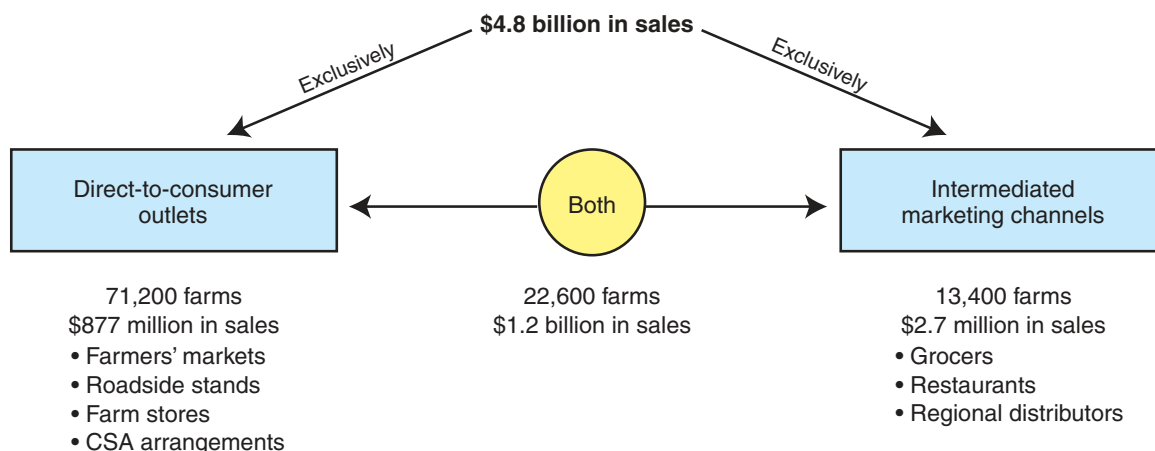 $4.8 billion in sales
Exclusively
Exclusively
Direct-to-consumer
outlets
Both
Intermediated
marketing channels
71,200 farms
$877 million in sales
• Farmers' markets
• Roadside stands
• Farm stores
• CSA arrangements
22,600 farms
$1.2 billion in sales
13,400 farms
$2.7 million in sales
• Grocers
• Restaurants
• Regional distributors